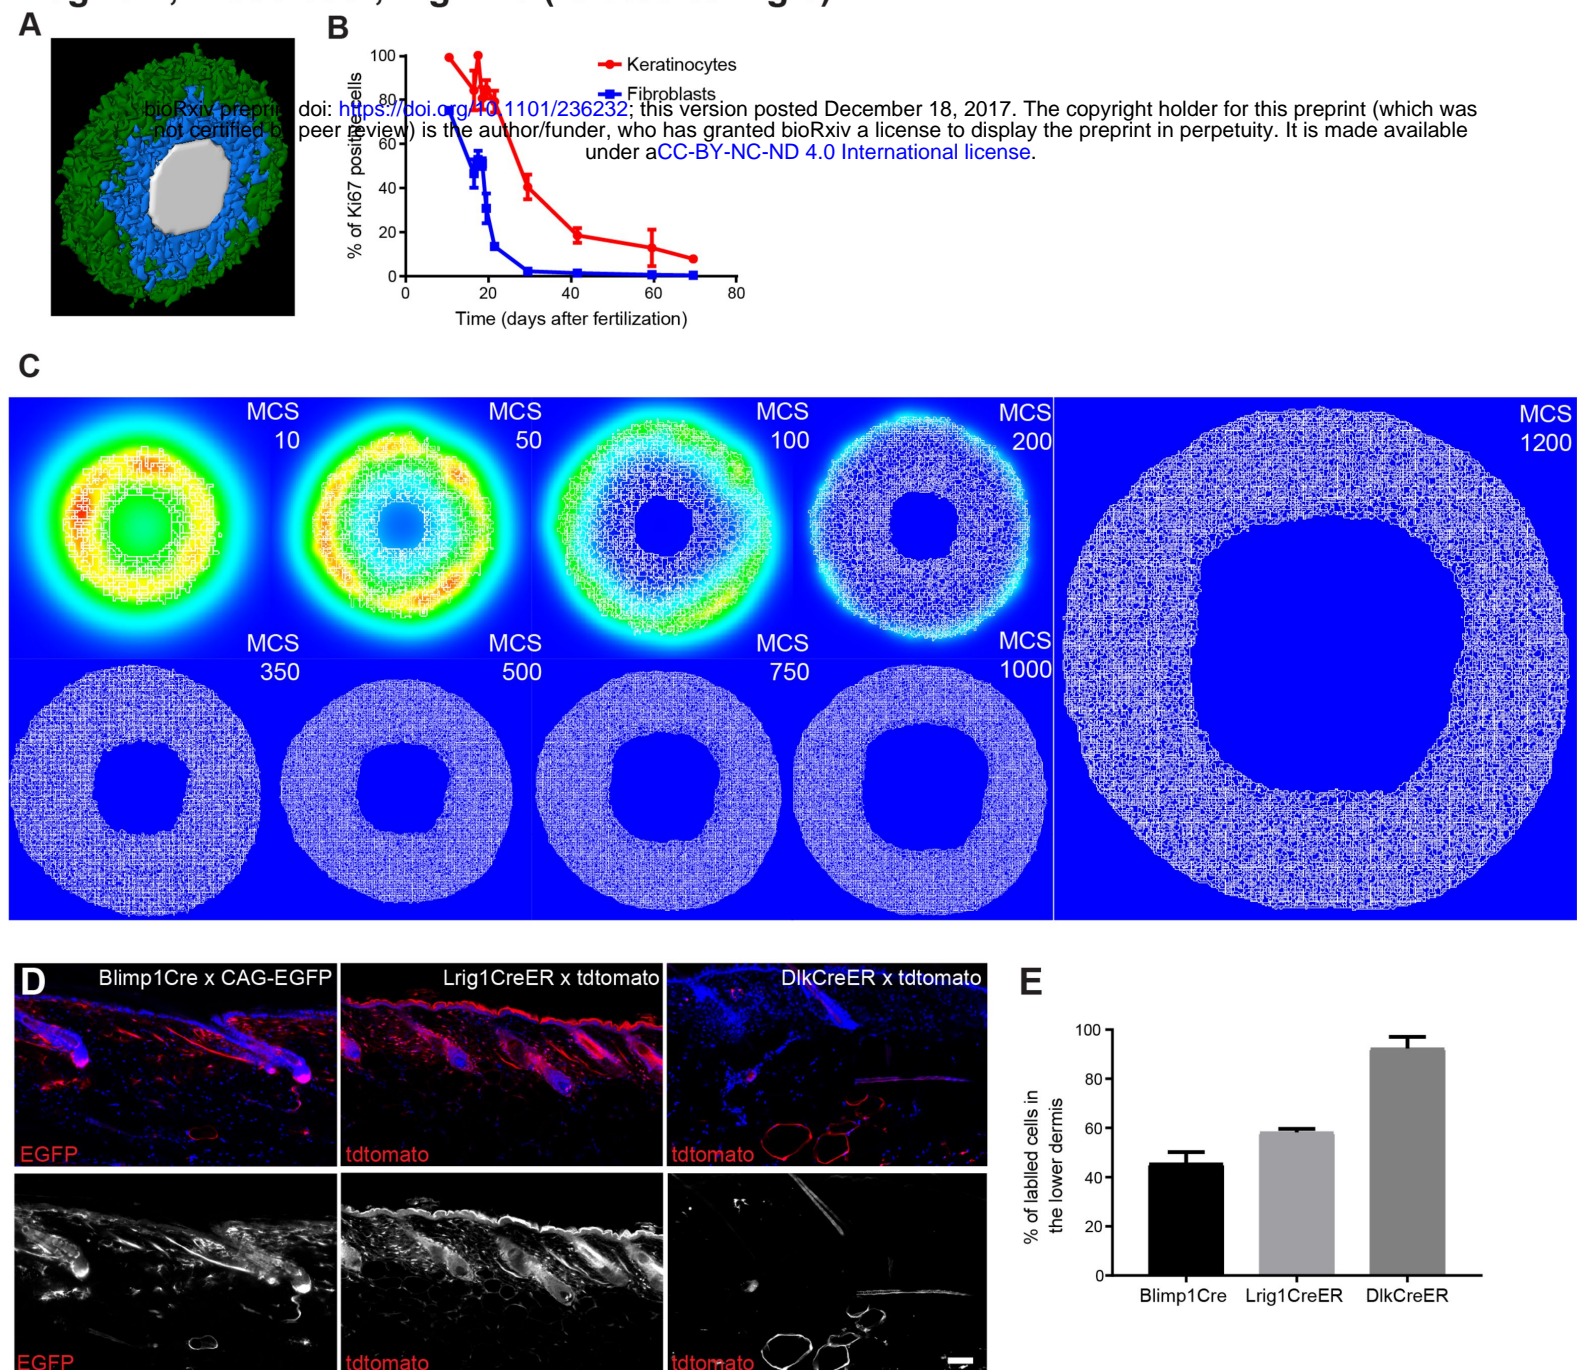 A
B
100
80
60
40
20
0
% of Ki67 positive cells
Keratinocytes
Fibroblasts
0 20 40 60 80
Time (days after fertilization)
bioRxiv preprint doi: https://doi.org/10.1101/236232; this version posted December 18, 2017. The copyright holder for this preprint (which was
not certified by peer review) is the author/funder, who has granted bioRxiv a license to display the preprint in perpetuity. It is made available
under aCC-BY-NC-ND 4.0 International license.
C
MCS
10
MCS
50
MCS
100
MCS
200
MCS
1200
MCS
350
MCS
500
MCS
750
MCS
1000
D
Blimp1Cre x CAG-EGFP
Lrig1CreER x tdtomato
DlkCreER x tdtomato
EGFP
tdtomato
tdtomato
EGFP
tdtomato
tdtomato
E
100
80
60
40
20
0
% of lablled cells in
the lower dermis
Blimp1Cre Lrig1CreER DlkCreER